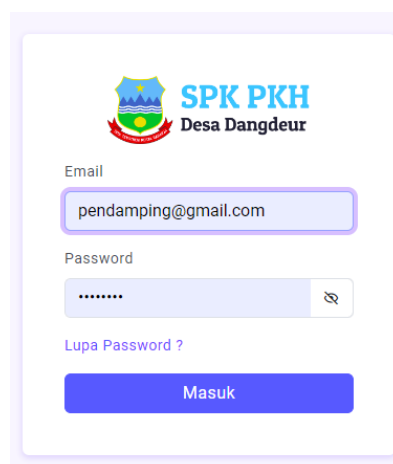 SPK PKH
Desa Dangdeur
Email
pendamping@gmail.com
Password
••••••••
Lupa Password ?
Masuk